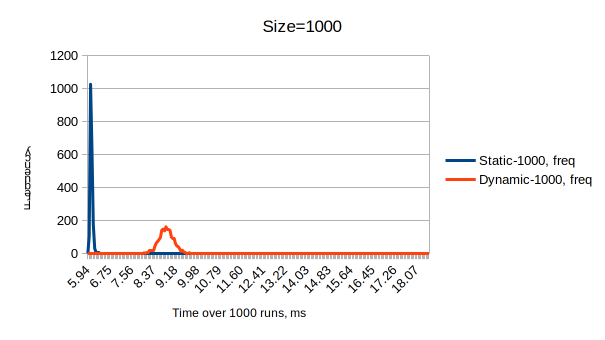 Size=1000
1200
1000
800
600
400
200
0
Frequency
5.94 6.75 7.56 8.37 9.18 9.98 10.79 11.60 12.41 13.22 14.03 14.83 15.64 16.45 17.26 18.07
Time over 1000 runs, ms
Static-1000, freq
Dynamic-1000, freq